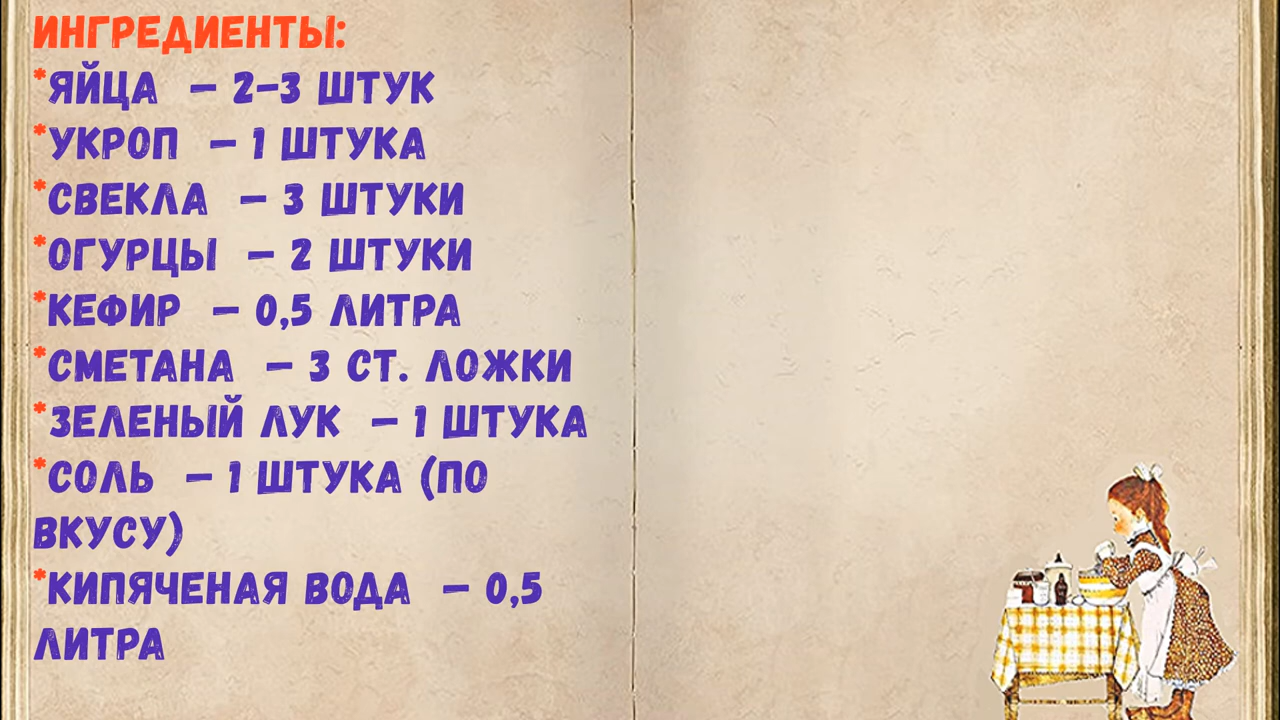 ИНГРЕДИЕНТЫ:
*ЯЙЦА – 2-3 ШТУК
*УКРОП – 1 ШТУКА
*СВЕКЛА – 3 ШТУКИ
*ОГУРЦЫ – 2 ШТУКИ
*КЕФИР – 0,5 ЛИТРА
*СМЕТАНА – 3 СТ. ЛОЖКИ
*ЗЕЛЕНЫЙ ЛУК – 1 ШТУКА
*СОЛЬ – 1 ШТУКА (ПО
ВКУСУ)
*КИПЯЧЕНАЯ ВОДА – 0,5
ЛИТРА